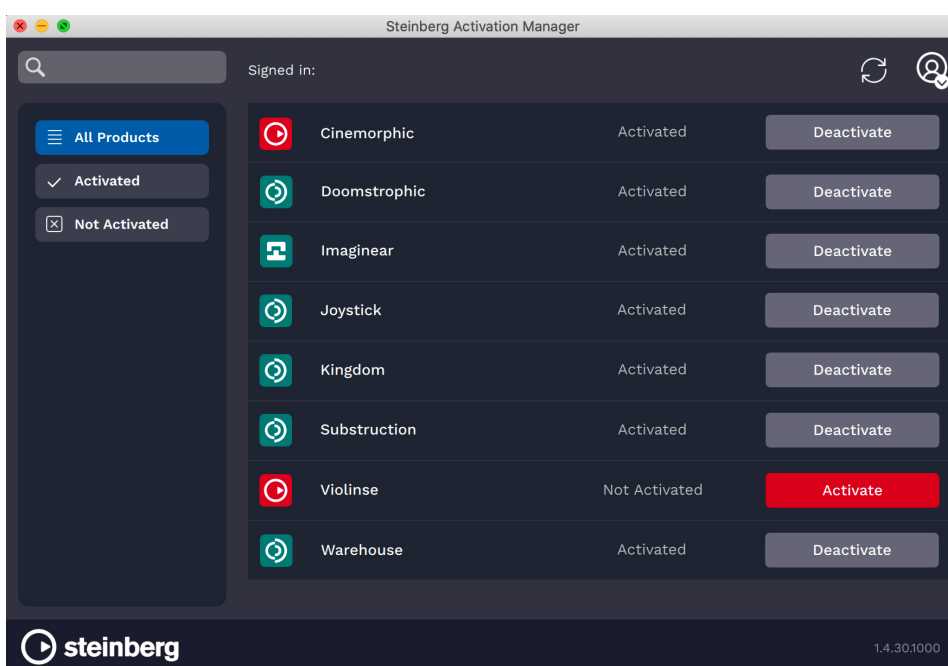 Steinberg Activation Manager
Signed in:
All Products
Activated
Not Activated
Cinemorphic Activated Deactivate
Doomstrophic Activated Deactivate
Imaginear Activated Deactivate
Joystick Activated Deactivate
Kingdom Activated Deactivate
Substruction Activated Deactivate
Violinse Not Activated Activate
Warehouse Activated Deactivate
steinberg
1.4.30.1000